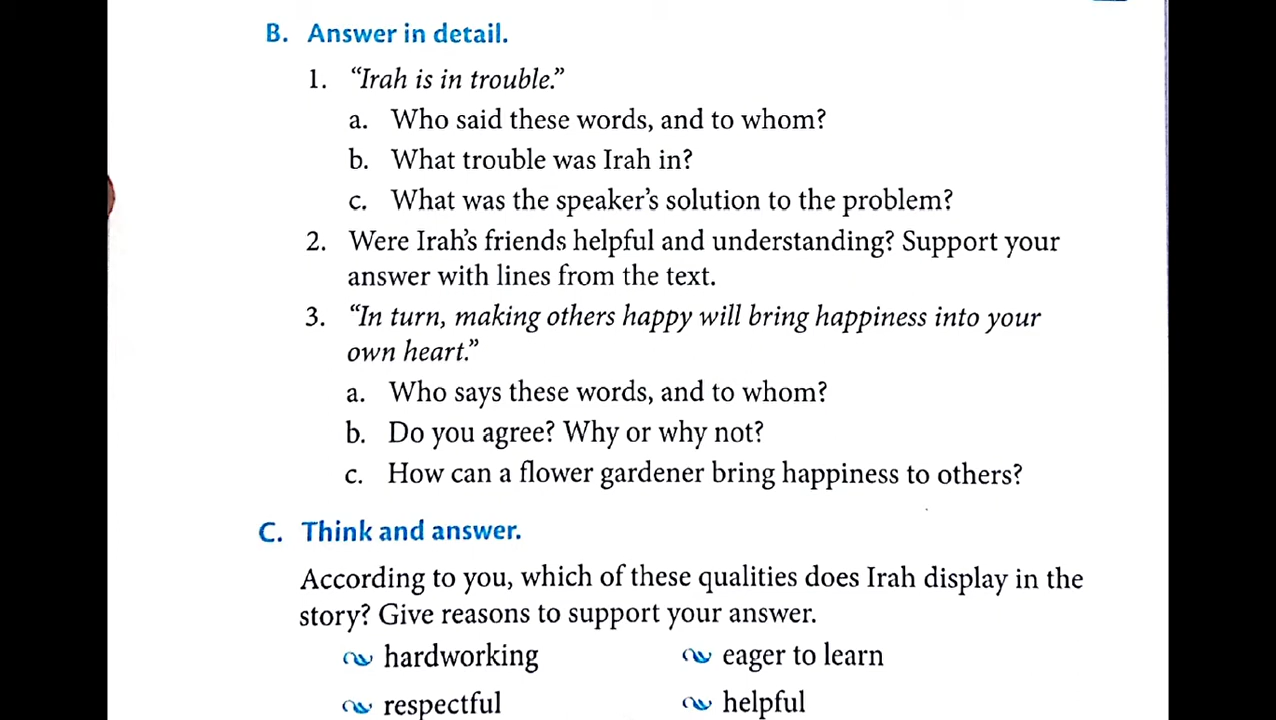 B. Answer in detail.
1. “Irah is in trouble.”
a. Who said these words, and to whom?
b. What trouble was Irah in?
c. What was the speaker’s solution to the problem?
2. Were Irah’s friends helpful and understanding? Support your
answer with lines from the text.
3. “In turn, making others happy will bring happiness into your
own heart.”
a. Who says these words, and to whom?
b. Do you agree? Why or why not?
c. How can a flower gardener bring happiness to others?
C. Think and answer.
According to you, which of these qualities does Irah display in the
story? Give reasons to support your answer.
hardworking
eager to learn
respectful
helpful